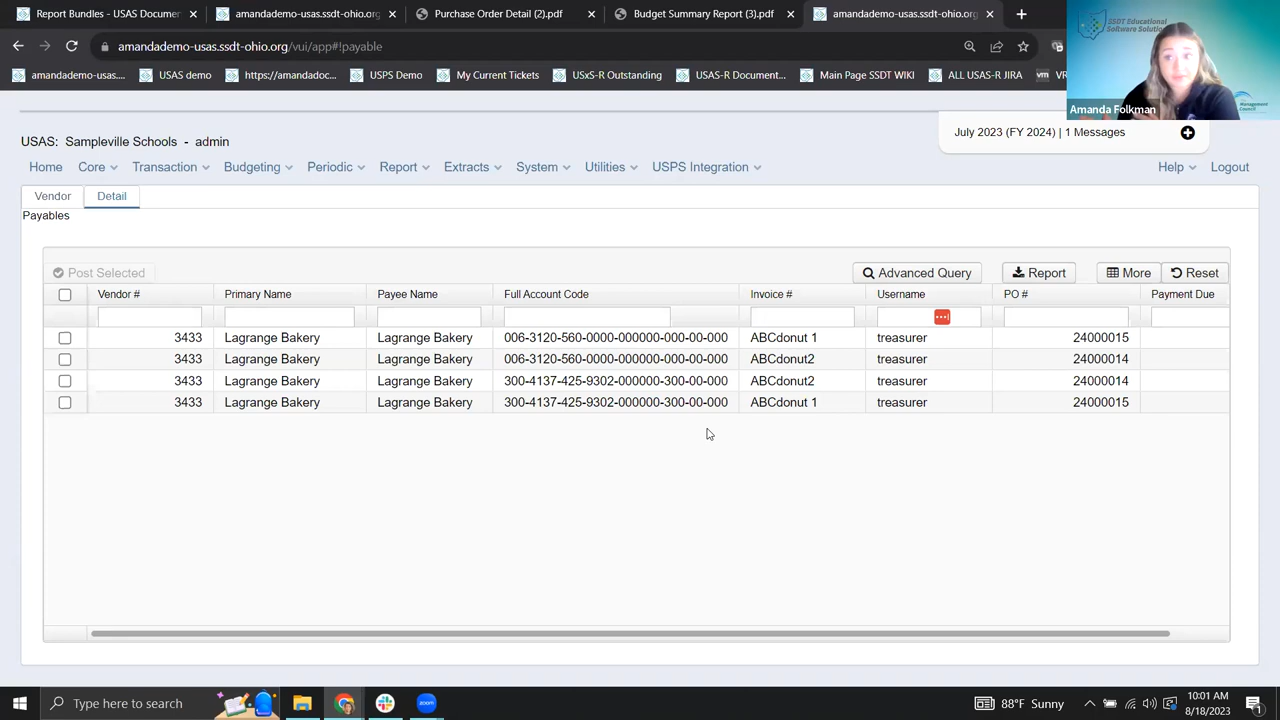 Report Bundles - USAS Document
amandademo-usas.ssdt-ohio.org
Purchase Order Detail (2).pdf
Budget Summary Report (3).pdf
amandademo-usas.ssdt-ohio.org
amandademo-usas.ssdt-ohio.org/vui/app#!payable
amandademo-usas....
USAS demo
https://amandadoc...
USPS Demo
My Current Tickets
USxS-R Outstanding
USAS-R Document...
Main Page SSDT WIKI
ALL USAS-R JIRA
SSDT Educational
Software Solutions
Management
Council
Amanda Folkman
USAS: Sampleville Schools - admin
July 2023 (FY 2024) | 1 Messages
Home Core Transaction Budgeting Periodic Report Extracts System Utilities USPS Integration Help Logout
Vendor Detail
Payables
Post Selected Advanced Query Report More Reset
Vendor # Primary Name Payee Name Full Account Code Invoice # Username PO # Payment Due
3433 Lagrange Bakery Lagrange Bakery 006-3120-560-0000-000000-000-00-000 ABCdonut 1 treasurer 24000015
3433 Lagrange Bakery Lagrange Bakery 006-3120-560-0000-000000-000-00-000 ABCdonut2 treasurer 24000014
3433 Lagrange Bakery Lagrange Bakery 300-4137-425-9302-000000-300-00-000 ABCdonut2 treasurer 24000014
3433 Lagrange Bakery Lagrange Bakery 300-4137-425-9302-000000-300-00-000 ABCdonut 1 treasurer 24000015
Type here to search
zoom
88°F Sunny
10:01 AM
8/18/2023
1